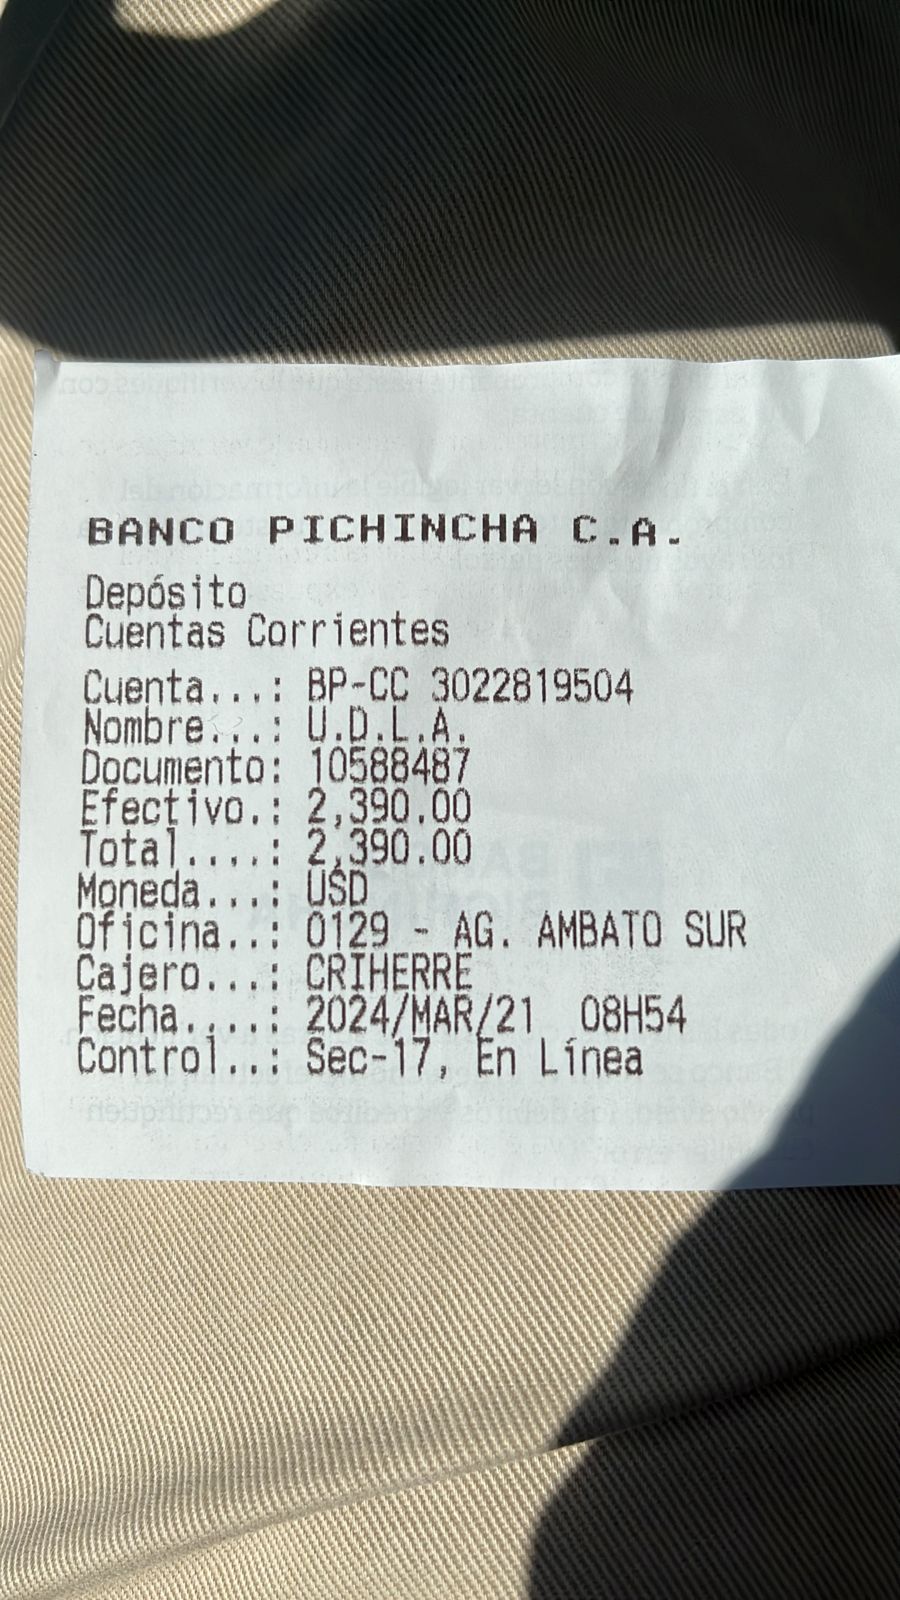 BANCO PICHINCHA C.A.
Depósito
Cuentas Corrientes
Cuenta...: BP-CC 3022819504
Nombre...: U.D.L.A.
Documento: 10588487
Efectivo.: 2,390.00
Total....: 2,390.00
Moneda...: USD
Oficina..: 0129 - AG. AMBATO SUR
Cajero...: CRIHERRE
Fecha....: 2024/MAR/21 08H54
Control..: Sec-17, En Línea